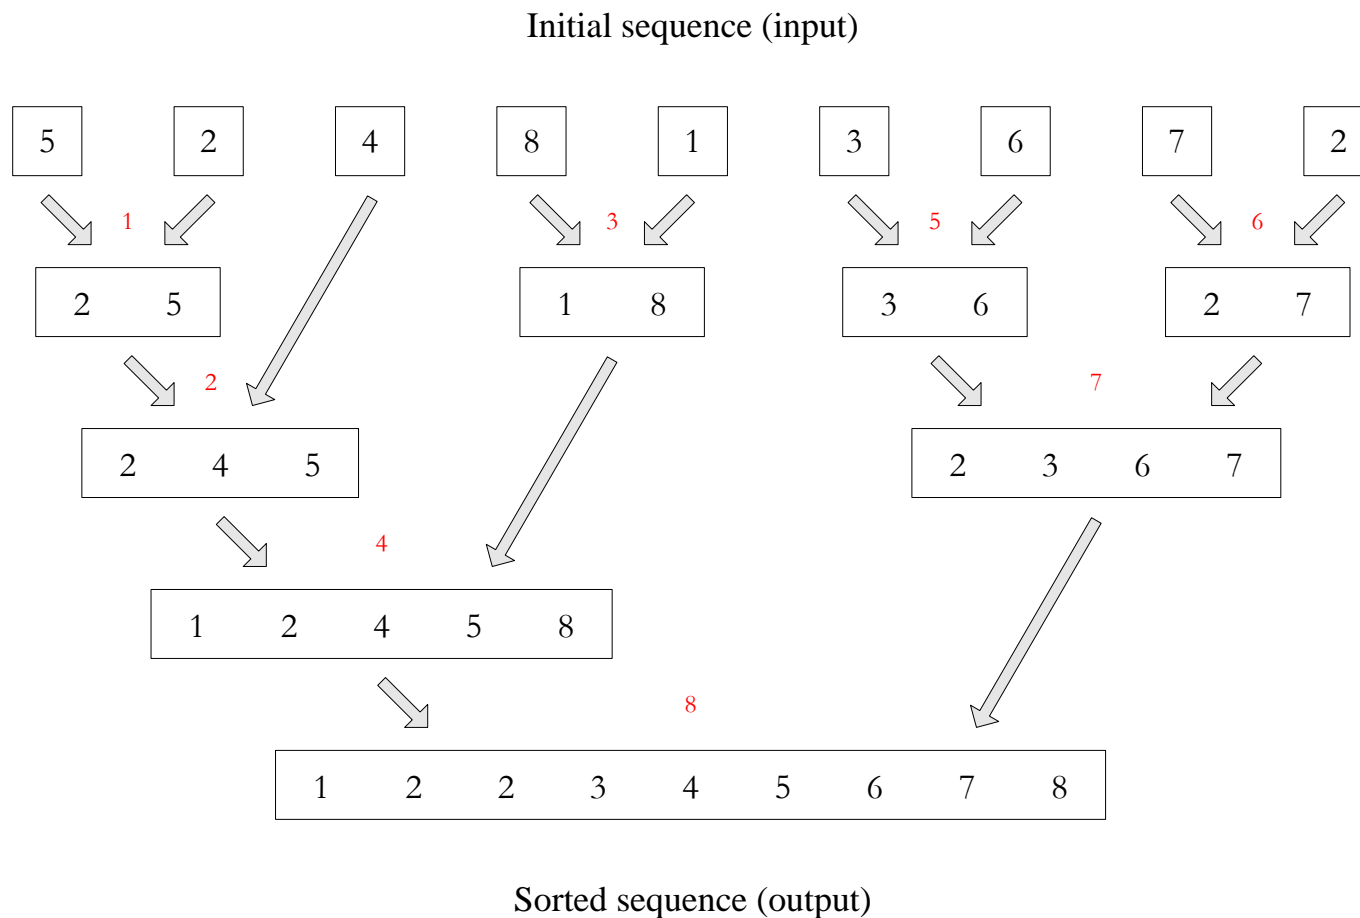 Initial sequence (input)
5 2 4 8 1 3 6 7 2
1 3 5 6
2 5 1 8 3 6 2 7
2 7
2 4 5 2 3 6 7
4
1 2 4 5 8
8
1 2 2 3 4 5 6 7 8
Sorted sequence (output)